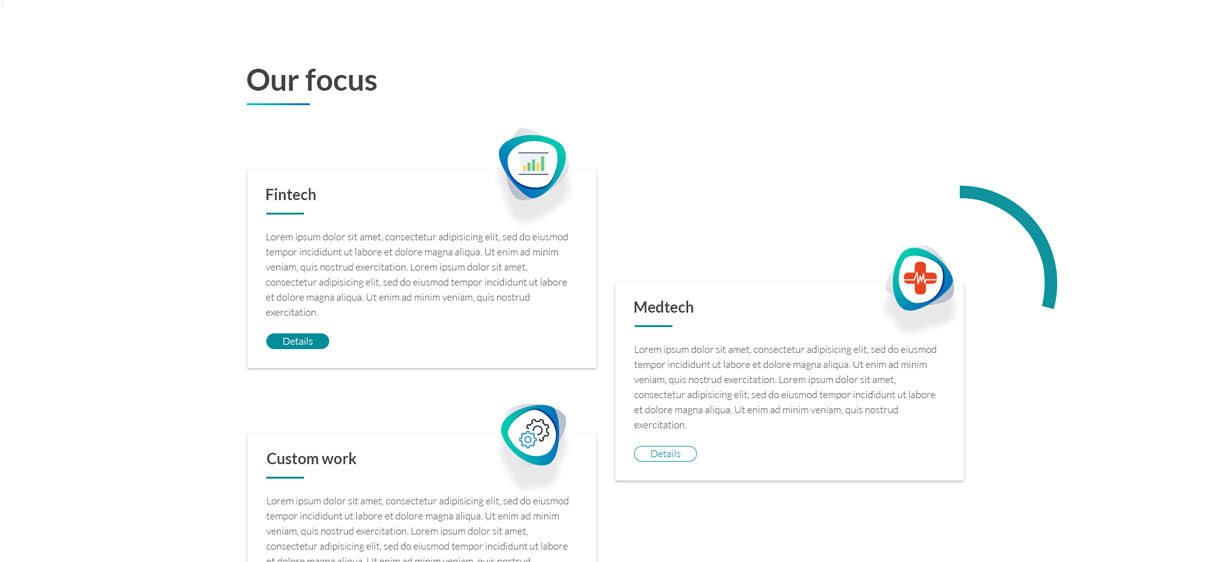 Our focus
Fintech
Lorem ipsum dolor sit amet, consectetur adipisicing elit, sed do eiusmod
tempor incididunt ut labore et dolore magna aliqua. Ut enim ad minim
veniam, quis nostrud exercitation. Lorem ipsum dolor sit amet,
consectetur adipisicing elit, sed do eiusmod tempor incididunt ut labore
et dolore magna aliqua. Ut enim ad minim veniam, quis nostrud
exercitation.
Details
Medtech
Lorem ipsum dolor sit amet, consectetur adipisicing elit, sed do eiusmod
tempor incididunt ut labore et dolore magna aliqua. Ut enim ad minim
veniam, quis nostrud exercitation. Lorem ipsum dolor sit amet,
consectetur adipisicing elit, sed do eiusmod tempor incididunt ut labore
et dolore magna aliqua. Ut enim ad minim veniam, quis nostrud
exercitation.
Details
Custom work
Lorem ipsum dolor sit amet, consectetur adipisicing elit, sed do eiusmod
tempor incididunt ut labore et dolore magna aliqua. Ut enim ad minim
veniam, quis nostrud exercitation. Lorem ipsum dolor sit amet,
consectetur adipisicing elit, sed do eiusmod tempor incididunt ut labore
et dolore magna aliqua. Ut enim ad minim veniam, quis nostrud